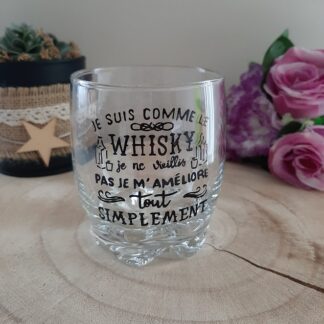 JE SUIS COMME LE
WHISKY
je ne vieillis
PAS JE M'AMÉLIORE
tout
SIMPLEMENT